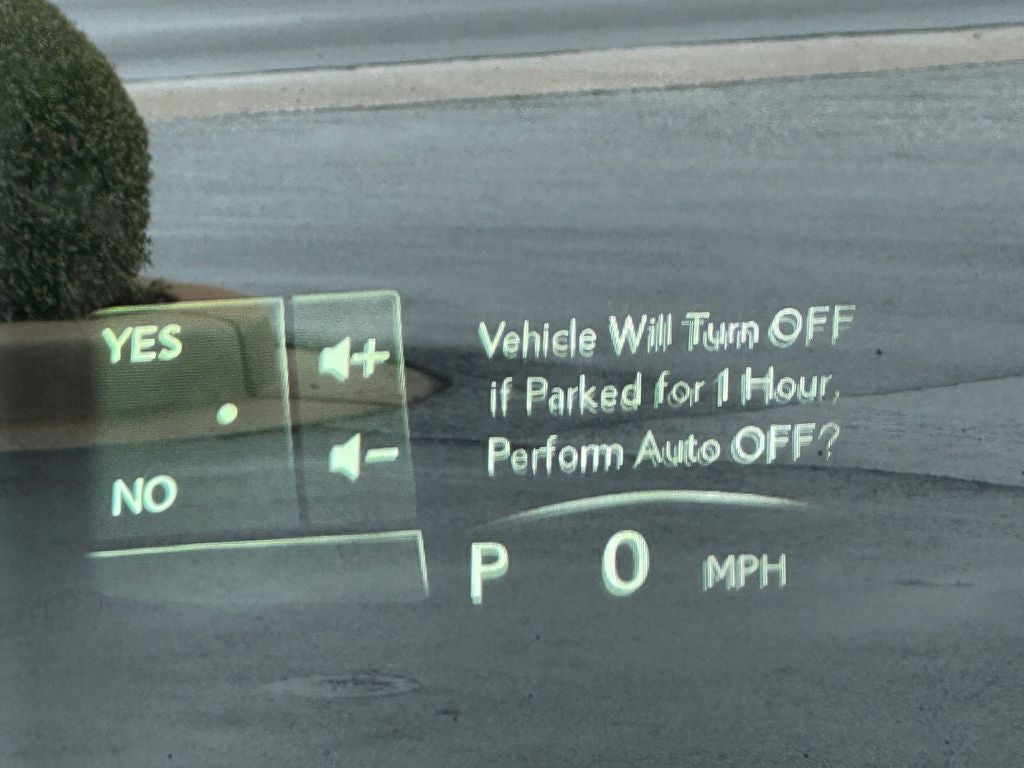 YES
NO
Vehicle Will Turn OFF
if Parked for 1 Hour,
Perform Auto OFF?
P 0 MPH